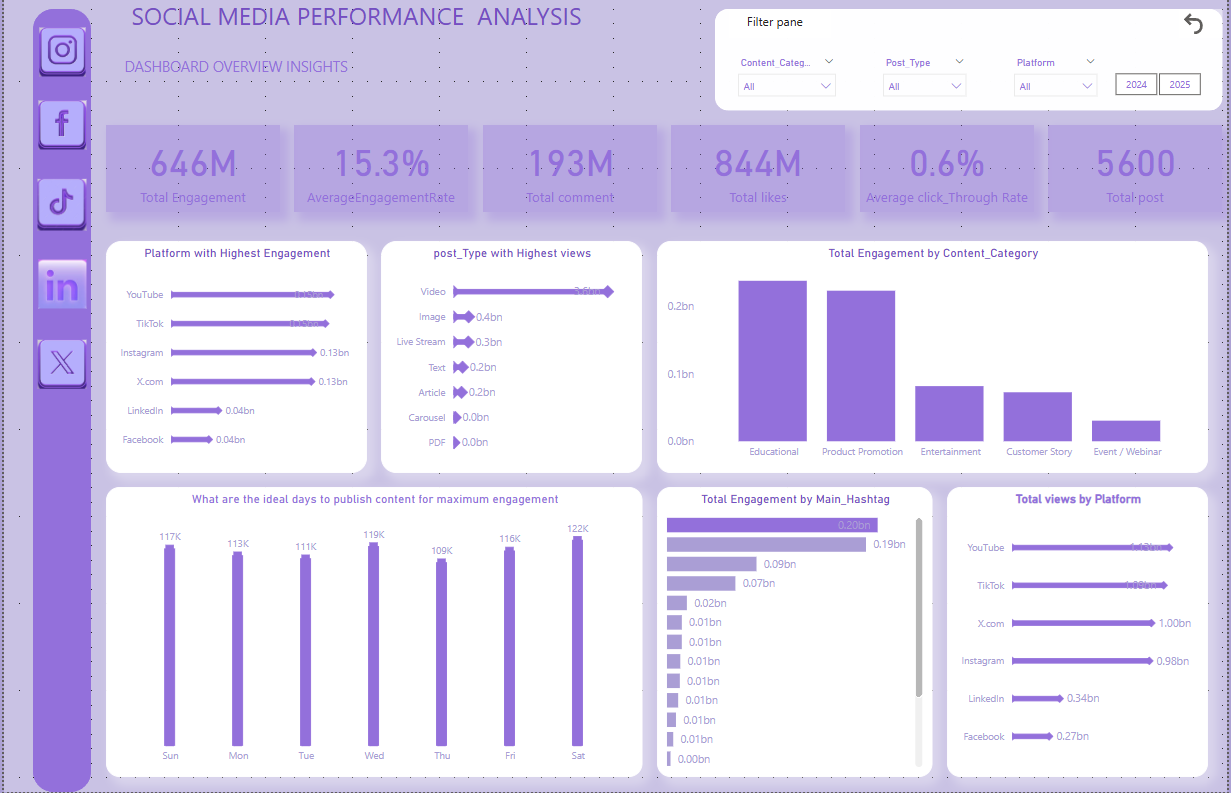 SOCIAL MEDIA PERFORMANCE ANALYSIS
DASHBOARD OVERVIEW INSIGHTS
Filter pane
Content_Categ...
Post_Type
Platform
All
All
All
2024
2025
in
646M
Total Engagement
15.3%
AverageEngagementRate
193M
Total comment
844M
Total likes
0.6%
Average click_Through Rate
5600
Total post
Platform with Highest Engagement
YouTube
TikTok
Instagram 0.13bn
X.com 0.13bn
LinkedIn 0.04bn
Facebook 0.04bn
post_Type with Highest views
Video
Image 0.4bn
Live Stream 0.3bn
Text 0.2bn
Article 0.2bn
Carousel 0.0bn
PDF 0.0bn
Total Engagement by Content_Category
0.2bn
0.1bn
0.0bn
Educational Product Promotion Entertainment Customer Story Event / Webinar
What are the ideal days to publish content for maximum engagement
117K 113K 111K 119K 109K 116K 122K
Sun Mon Tue Wed Thu Fri Sat
Total Engagement by Main_Hashtag
0.20bn
0.19bn
0.09bn
0.07bn
0.02bn
0.01bn
0.01bn
0.01bn
0.01bn
0.01bn
0.01bn
0.01bn
0.00bn
Total views by Platform
YouTube
TikTok
X.com 1.00bn
Instagram 0.98bn
LinkedIn 0.34bn
Facebook 0.27bn